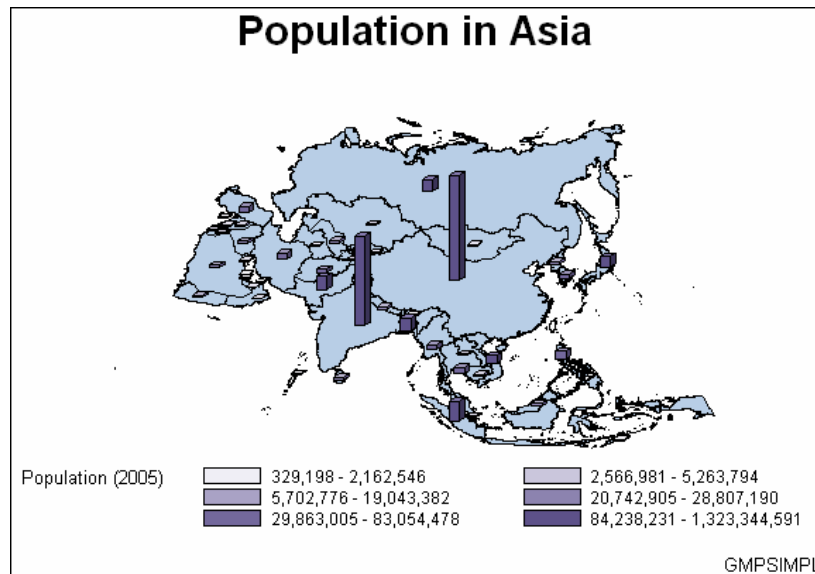 Population in Asia
Population (2005)
329,198 - 2,162,546
2,566,981 - 5,263,794
5,702,776 - 19,043,382
20,742,905 - 28,807,190
29,863,005 - 83,054,478
84,238,231 - 1,323,344,591
GMPSIMPL